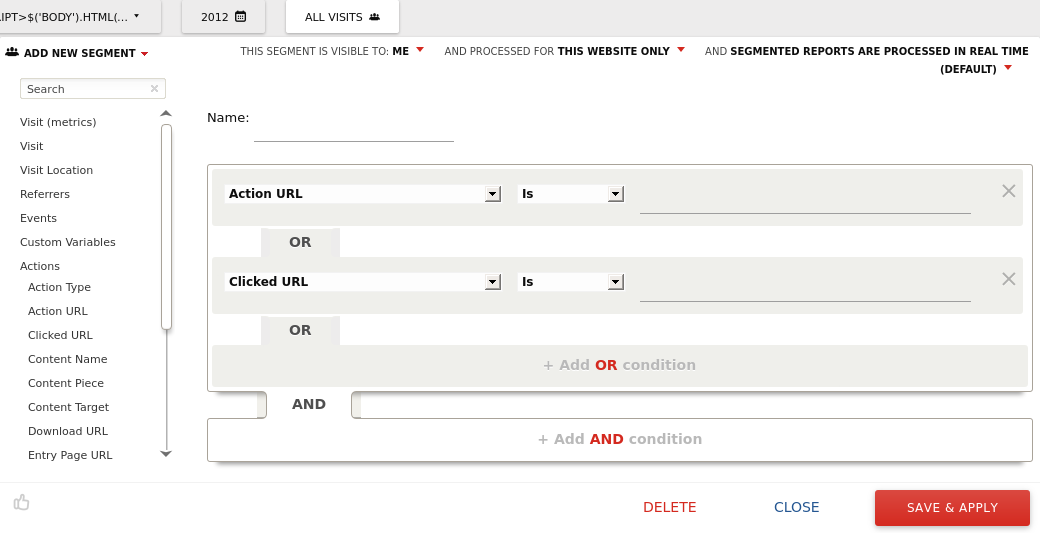 IPT>$('BODY').HTML(...
2012
ALL VISITS
ADD NEW SEGMENT
THIS SEGMENT IS VISIBLE TO: ME
AND PROCESSED FOR THIS WEBSITE ONLY
AND SEGMENTED REPORTS ARE PROCESSED IN REAL TIME
(DEFAULT)
Search
Visit (metrics)
Visit
Visit Location
Referrers
Events
Custom Variables
Actions
Action Type
Action URL
Clicked URL
Content Name
Content Piece
Content Target
Download URL
Entry Page URL
Name:
Action URL
Is
OR
Clicked URL
Is
OR
+ Add OR condition
AND
+ Add AND condition
DELETE
CLOSE
SAVE & APPLY